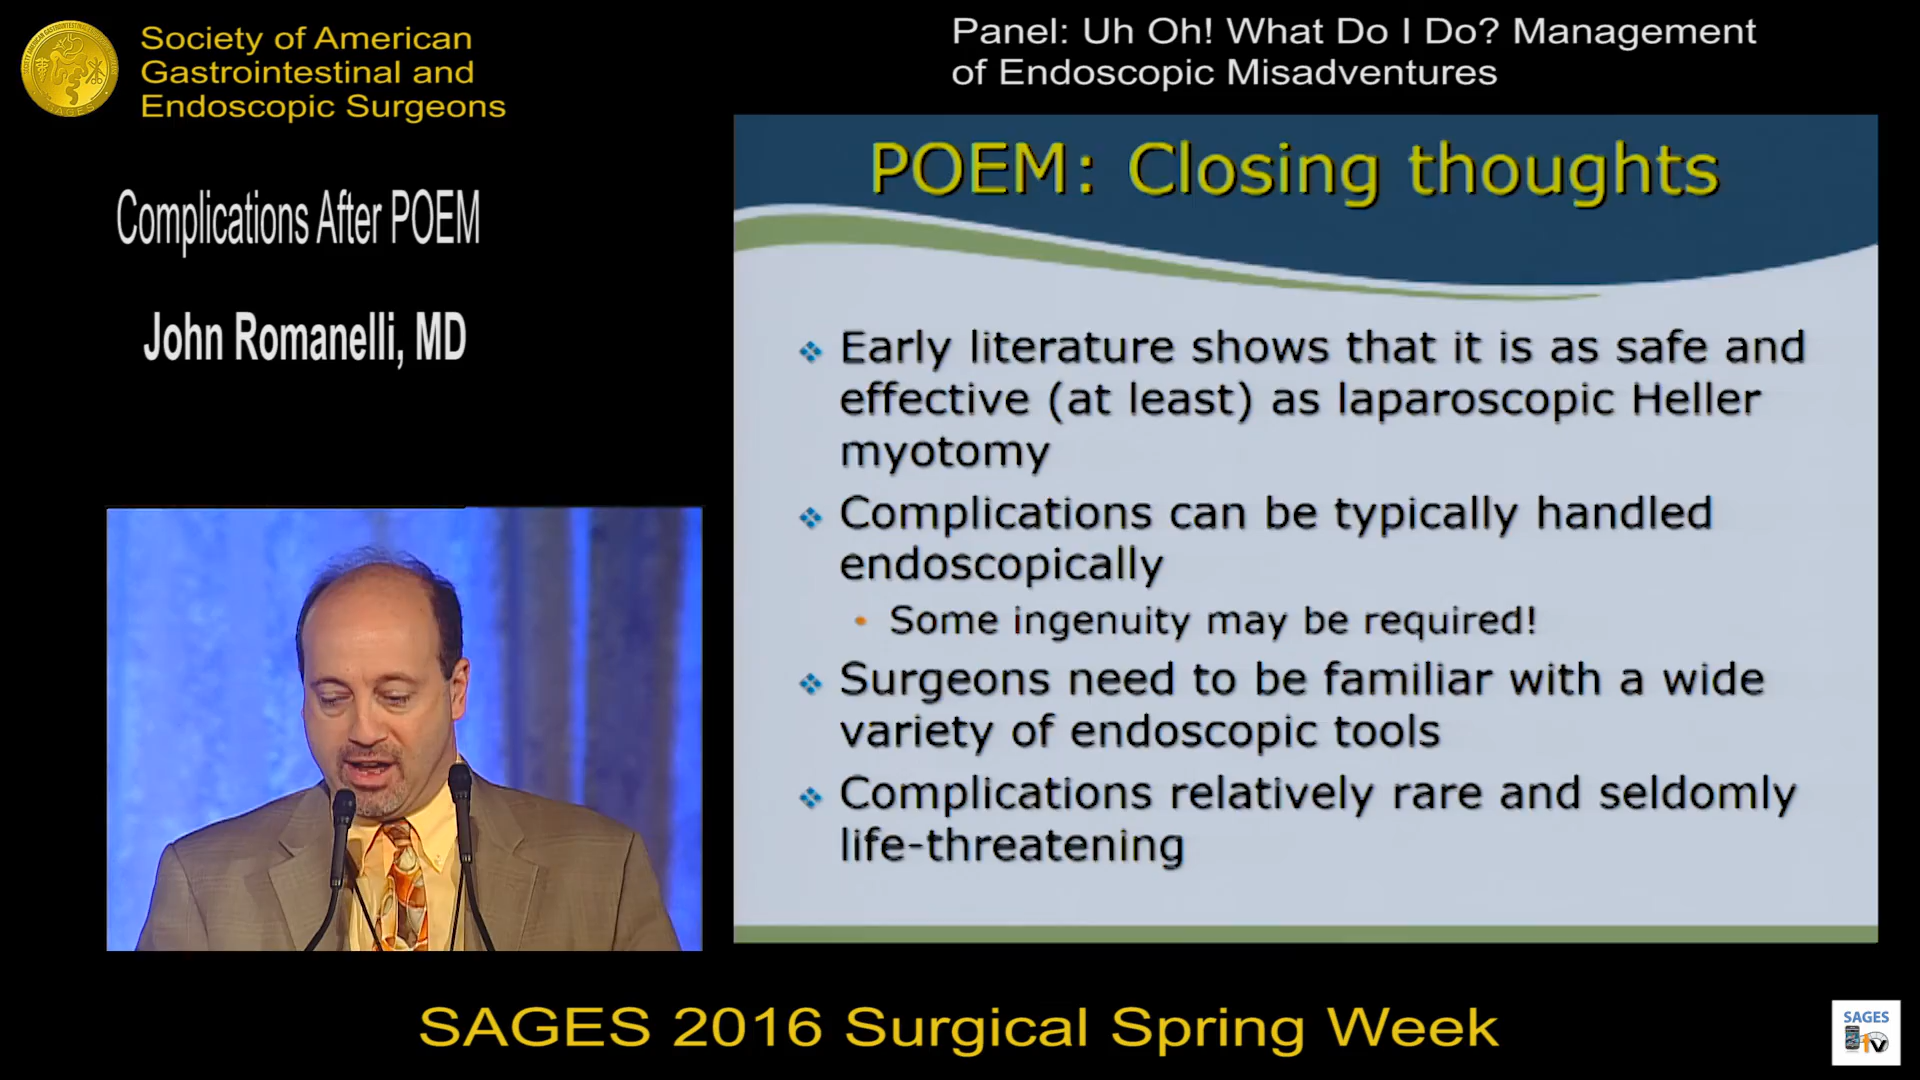 Society of American
Gastrointestinal and
Endoscopic Surgeons
Panel: Uh Oh! What Do I Do? Management
of Endoscopic Misadventures
Complications After POEM
John Romanelli, MD
POEM: Closing thoughts
Early literature shows that it is as safe and
effective (at least) as laparoscopic Heller
myotomy
Complications can be typically handled
endoscopically
Some ingenuity may be required!
Surgeons need to be familiar with a wide
variety of endoscopic tools
Complications relatively rare and seldomly
life-threatening
SAGES 2016 Surgical Spring Week
SAGES
TV